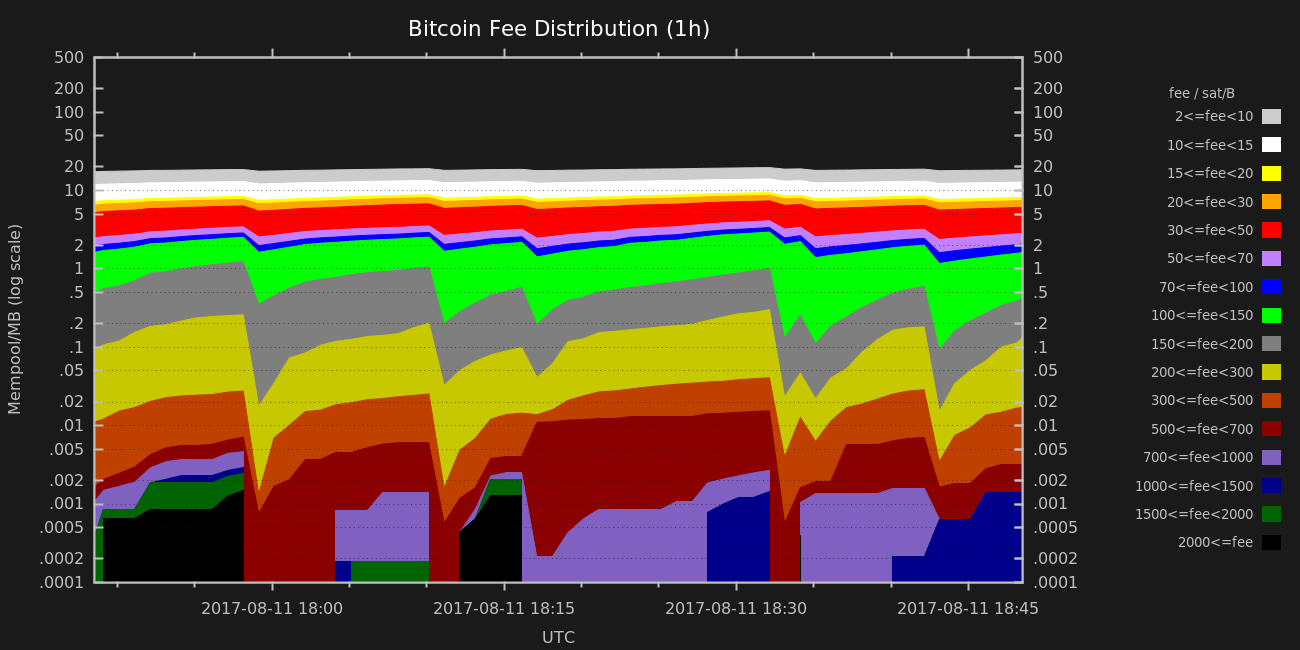 Bitcoin Fee Distribution (1h)
500 500
200 200
100 100
50 50
20 20
10 10
5 5
2 2
1 1
.5 .5
.2 .2
.1 .1
.05 .05
.02 .02
.01 .01
.005 .005
.002 .002
.001 .001
.0005 .0005
.0002 .0002
.0001 .0001
Mempool/MB (log scale)
2017-08-11 18:00 2017-08-11 18:15 2017-08-11 18:30 2017-08-11 18:45
UTC
fee / sat/B
2<=fee<10
10<=fee<15
15<=fee<20
20<=fee<30
30<=fee<50
50<=fee<70
70<=fee<100
100<=fee<150
150<=fee<200
200<=fee<300
300<=fee<500
500<=fee<700
700<=fee<1000
1000<=fee<1500
1500<=fee<2000
2000<=fee